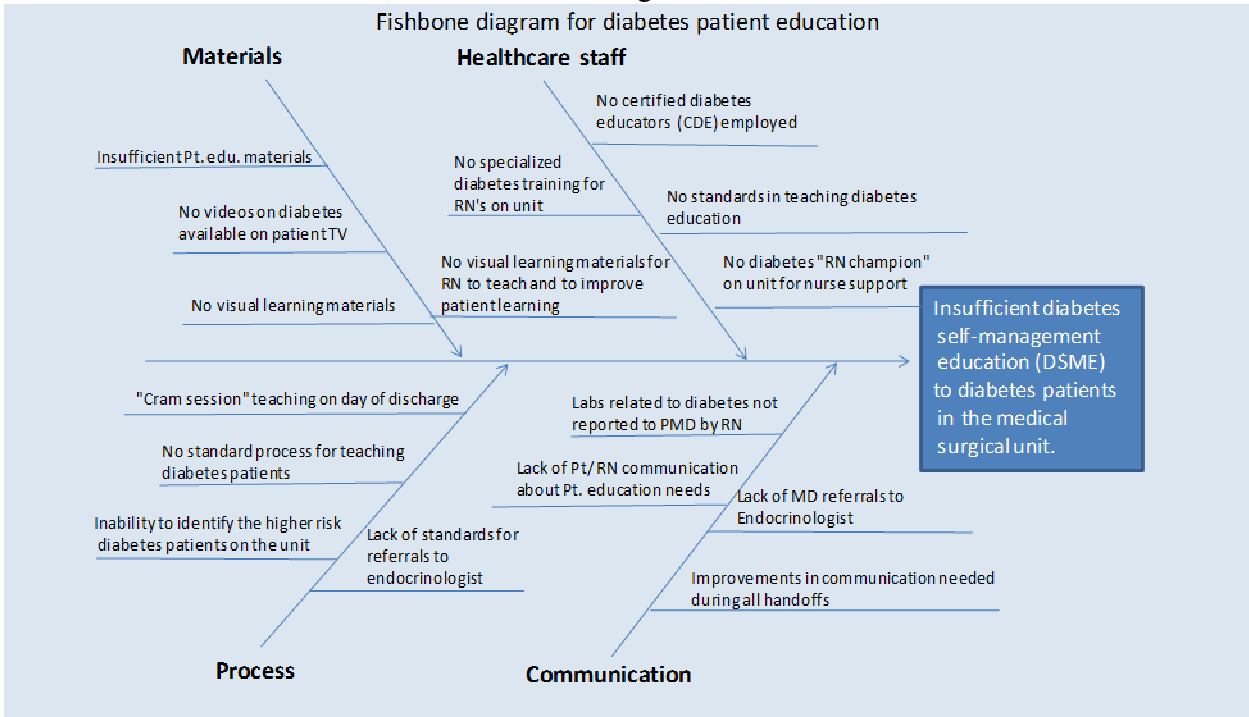 Fishbone diagram for diabetes patient education
Materials
Healthcare staff
No certified diabetes
educators (CDE) employed
Insufficient Pt. edu. materials
No specialized
diabetes training for
RN's on unit
No standards in teaching diabetes
education
No videos on diabetes
available on patient TV
No visual learning materials for
RN to teach and to improve
patient learning
No diabetes "RN champion"
on unit for nurse support
No visual learning materials
Insufficient diabetes
self-management
education (DSME)
to diabetes patients
in the medical
surgical unit.
"Cram session" teaching on day of discharge
Labs related to diabetes not
reported to PMD by RN
No standard process for teaching
diabetes patients
Lack of Pt/RN communication
about Pt. education needs
Lack of MD referrals to
Endocrinologist
Inability to identify the higher risk
diabetes patients on the unit
Lack of standards for
referrals to
endocrinologist
Improvements in communication needed
during all handoffs
Process
Communication